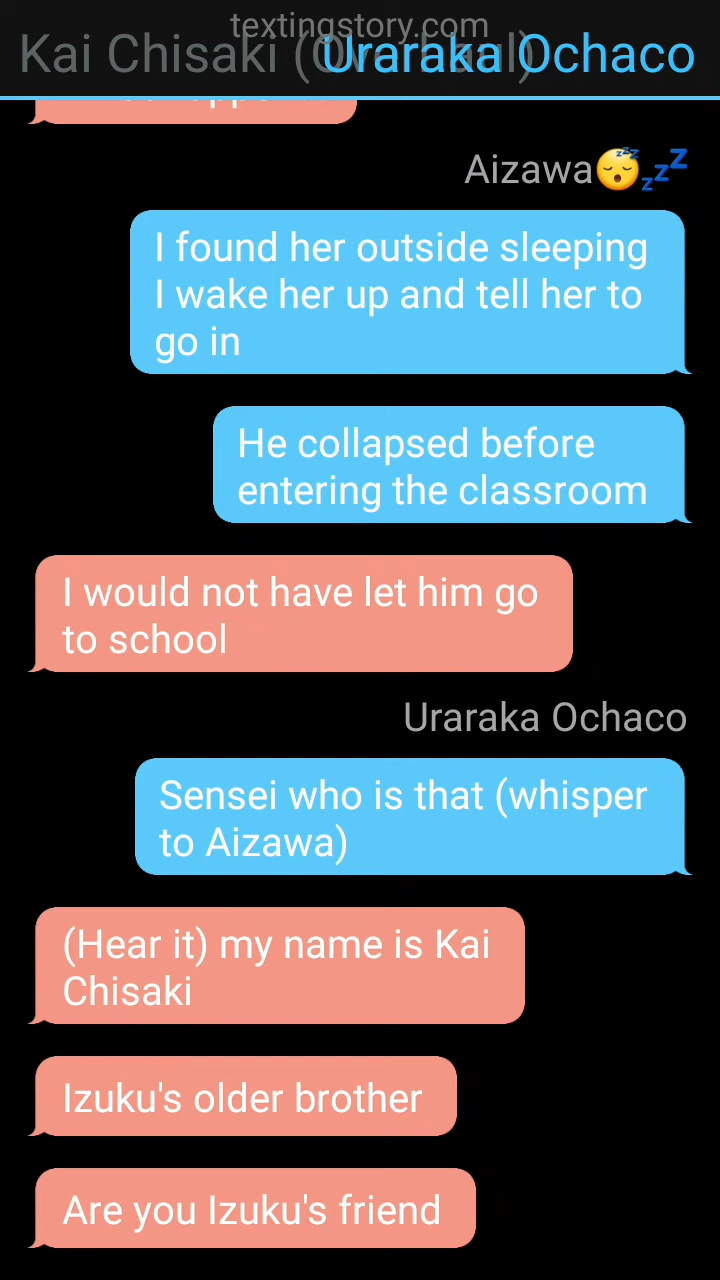 textingstory.com
Kai Chisaki (Overhaul)
Uraraka Ochaco
Aizawa😴💤
I found her outside sleeping
I wake her up and tell her to
go in
He collapsed before
entering the classroom
I would not have let him go
to school
Uraraka Ochaco
Sensei who is that (whisper
to Aizawa)
(Hear it) my name is Kai
Chisaki
Izuku's older brother
Are you Izuku's friend